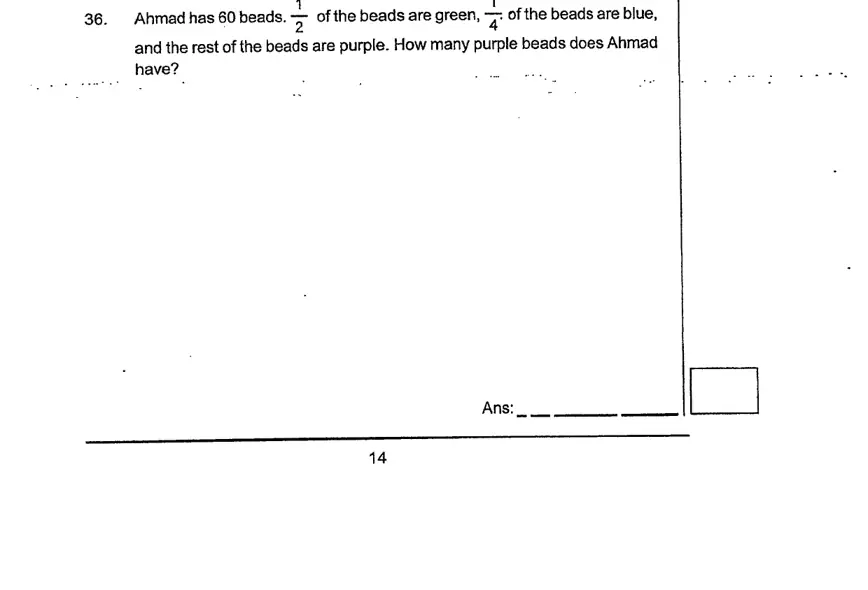 36. Ahmad has 60 beads. 1/2 of the beads are green, 1/4 of the beads are blue,
and the rest of the beads are purple. How many purple beads does Ahmad
have?
Ans:
14